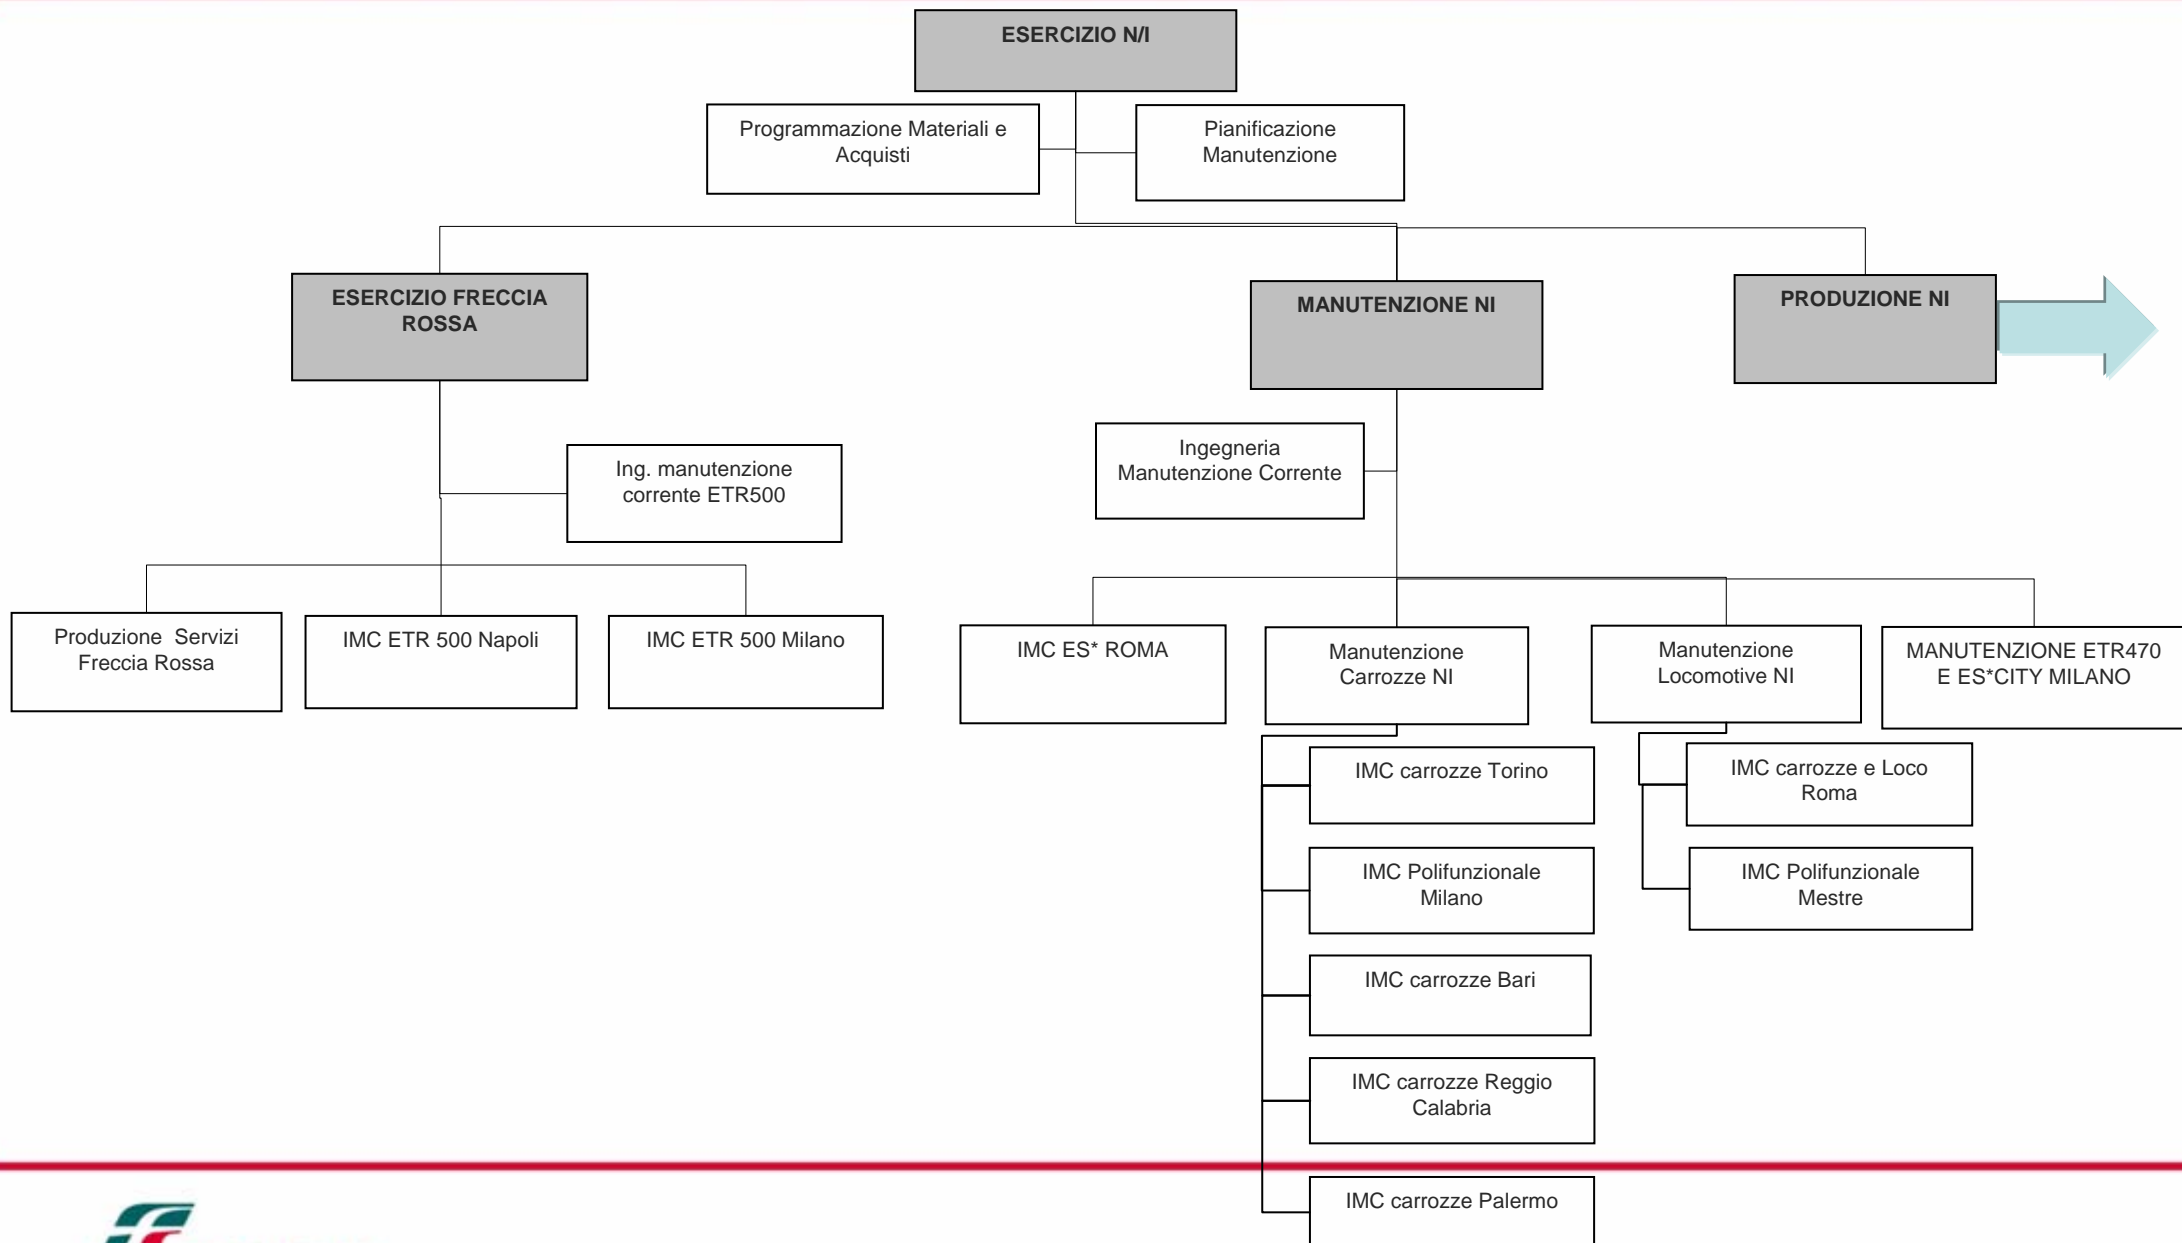 ESERCIZIO N/I
Programmazione Materiali e
Acquisti
Pianificazione
Manutenzione
ESERCIZIO FRECCIA
ROSSA
MANUTENZIONE NI
PRODUZIONE NI
Ing. manutenzione
corrente ETR500
Ingegneria
Manutenzione Corrente
Produzione Servizi
Freccia Rossa
IMC ETR 500 Napoli
IMC ETR 500 Milano
IMC ES* ROMA
Manutenzione
Carrozze NI
Manutenzione
Locomotive NI
MANUTENZIONE ETR470
E ES*CITY MILANO
IMC carrozze Torino
IMC Polifunzionale
Milano
IMC carrozze Bari
IMC carrozze Reggio
Calabria
IMC carrozze Palermo
IMC carrozze e Loco
Roma
IMC Polifunzionale
Mestre